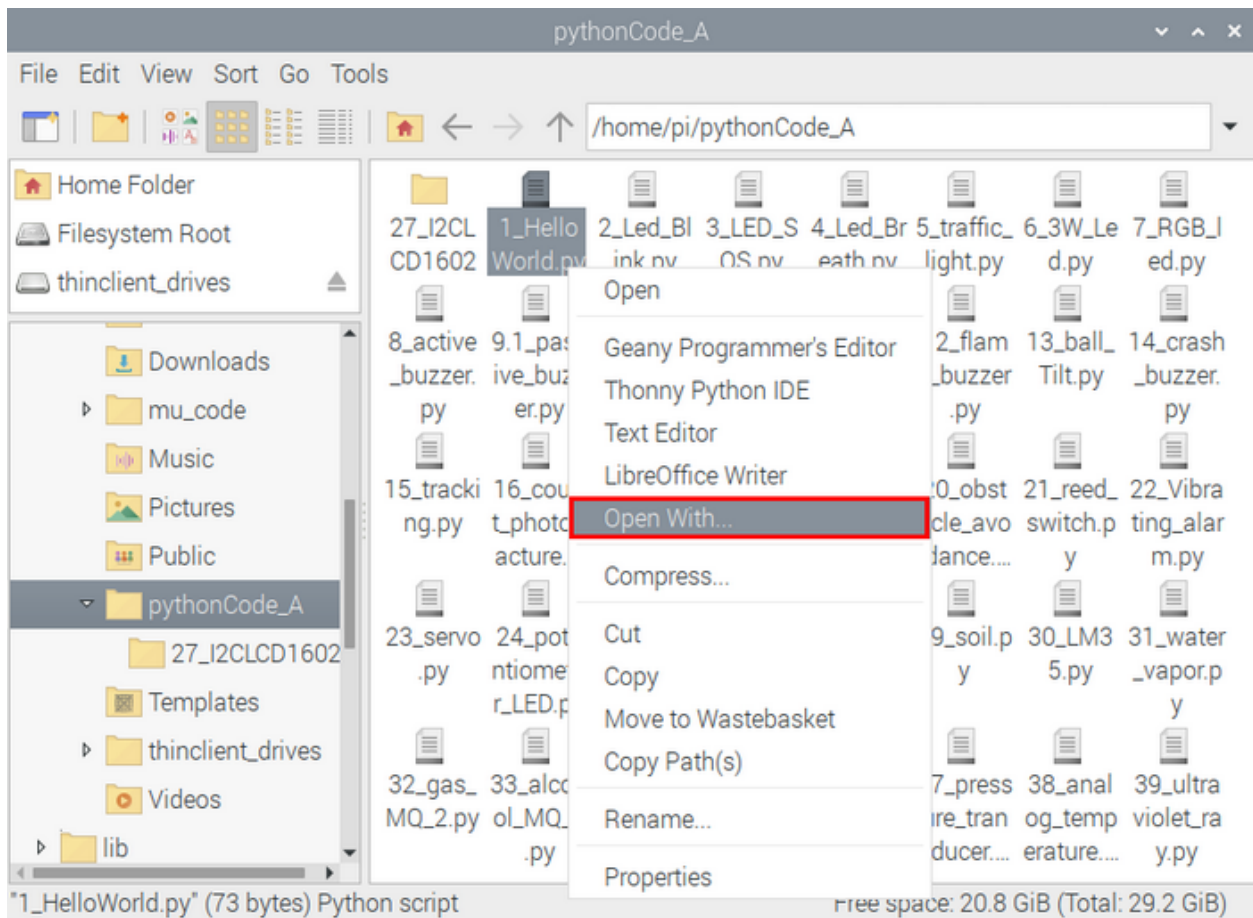 pythonCode_A
File Edit View Sort Go Tools
/home/pi/pythonCode_A
Home Folder
Filesystem Root
thinclient_drives
Downloads
mu_code
Music
Pictures
Public
pythonCode_A
27_I2CLCD1602
Templates
thinclient_drives
Videos
lib
27_I2CL 1_Hello 2_Led_Bl 3_LED_S 4_Led_Br 5_traffic_ 6_3W_Le 7_RGB_l
CD1602 World.py ink.py OS.py eath.py light.py d.py ed.py
8_active 9.1_pas 2_flam 13_ball_ 14_crash
_buzzer. ive_buz _buzzer Tilt.py _buzzer.
py er.py .py py
15_tracki 16_cou 0_obst 21_reed_ 22_Vibra
ng.py t_photo cle_avo switch.p ting_alar
acture. dance.... y m.py
23_servo 24_pot 9_soil.p 30_LM3 31_water
.py ntiome y 5.py _vapor.p
r_LED.p y
32_gas_ 33_alco 7_press 38_anal 39_ultra
MQ_2.py ol_MQ_ re_tran og_temp violet_ra
.py ducer.... erature.... y.py
Open
Geany Programmer's Editor
Thonny Python IDE
Text Editor
LibreOffice Writer
Open With...
Compress...
Cut
Copy
Move to Wastebasket
Copy Path(s)
Rename...
Properties
"1_HelloWorld.py" (73 bytes) Python script Free space: 20.8 GiB (Total: 29.2 GiB)